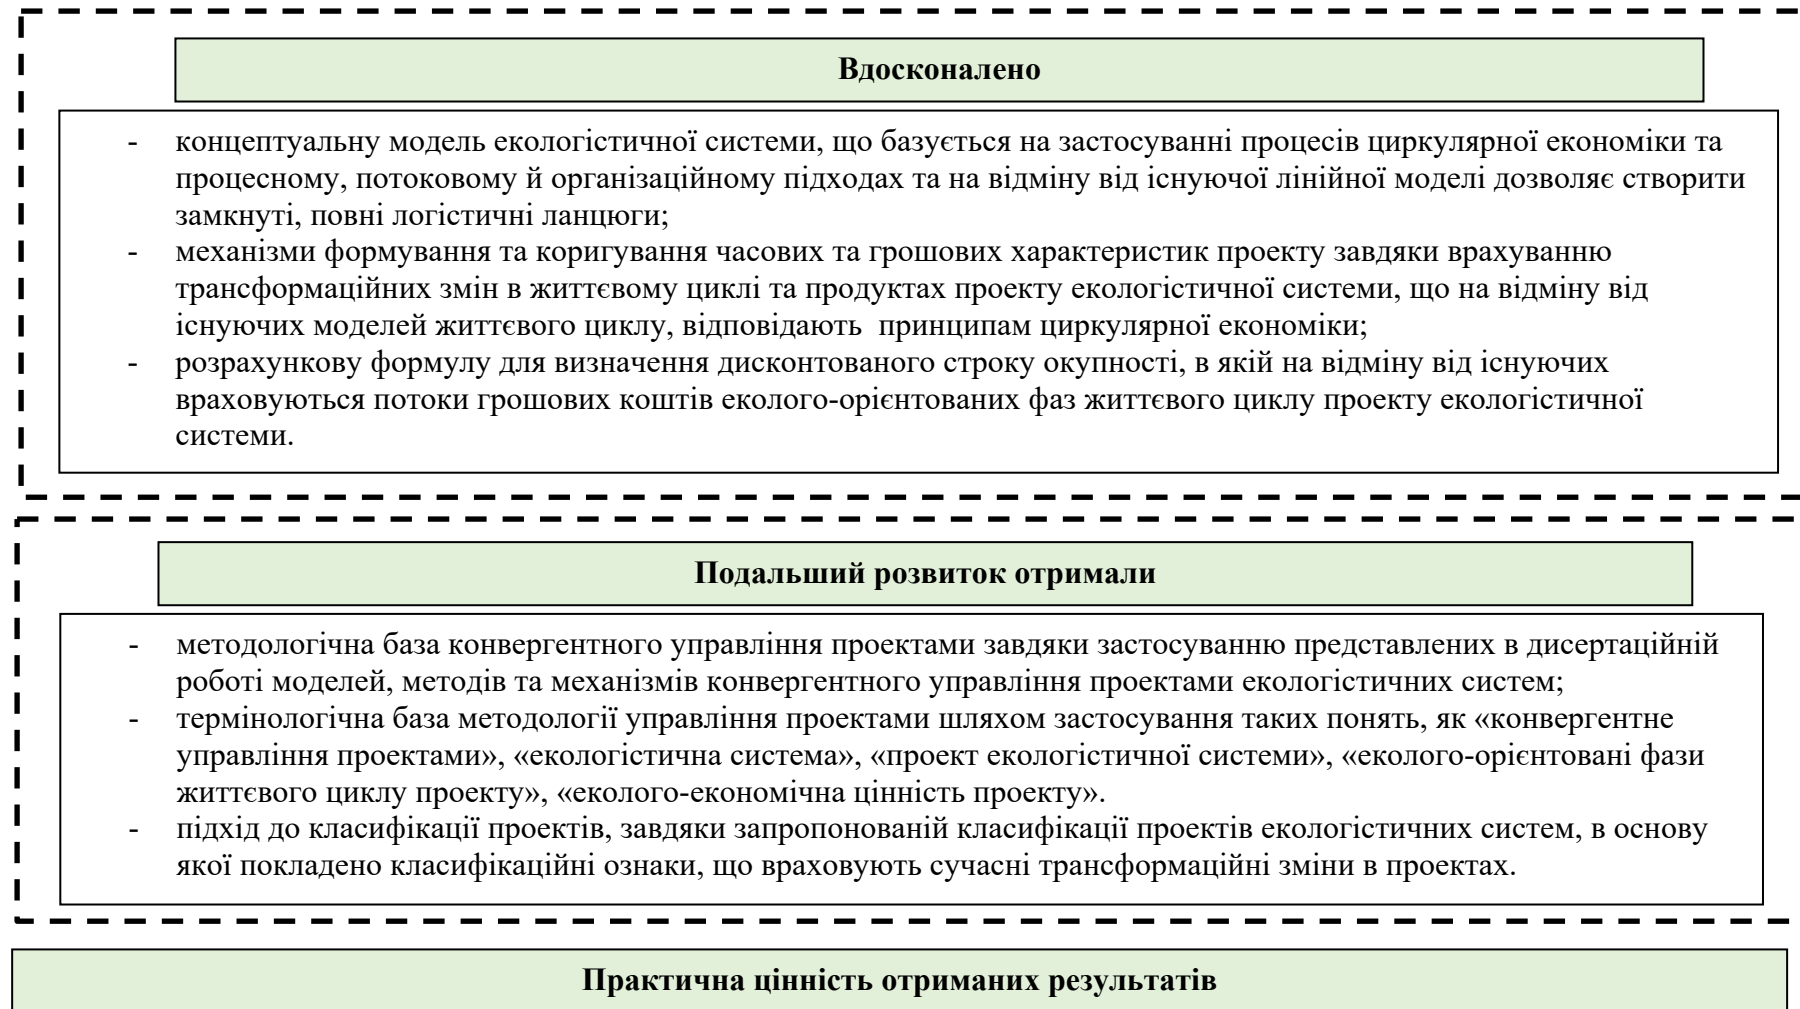 Вдосконалено
- концептуальну модель екологістичної системи, що базується на застосуванні процесів циркулярної економіки та
процесному, потоковому й організаційному підходах та на відміну від існуючої лінійної моделі дозволяє створити
замкнуті, повні логістичні ланцюги;
- механізми формування та коригування часових та грошових характеристик проекту завдяки врахуванню
трансформаційних змін в життєвому циклі та продуктах проекту екологістичної системи, що на відміну від
існуючих моделей життєвого циклу, відповідають принципам циркулярної економіки;
- розрахункову формулу для визначення дисконтованого строку окупності, в якій на відміну від існуючих
враховуються потоки грошових коштів еколого-орієнтованих фаз життєвого циклу проекту екологістичної
системи.
Подальший розвиток отримали
- методологічна база конвергентного управління проектами завдяки застосуванню представлених в дисертаційній
роботі моделей, методів та механізмів конвергентного управління проектами екологістичних систем;
- термінологічна база методології управління проектами шляхом застосування таких понять, як «конвергентне
управління проектами», «екологістична система», «проект екологістичної системи», «еколого-орієнтовані фази
життєвого циклу проекту», «еколого-економічна цінність проекту».
- підхід до класифікації проектів, завдяки запропонованій класифікації проектів екологістичних систем, в основу
якої покладено класифікаційні ознаки, що враховують сучасні трансформаційні зміни в проектах.
Практична цінність отриманих результатів